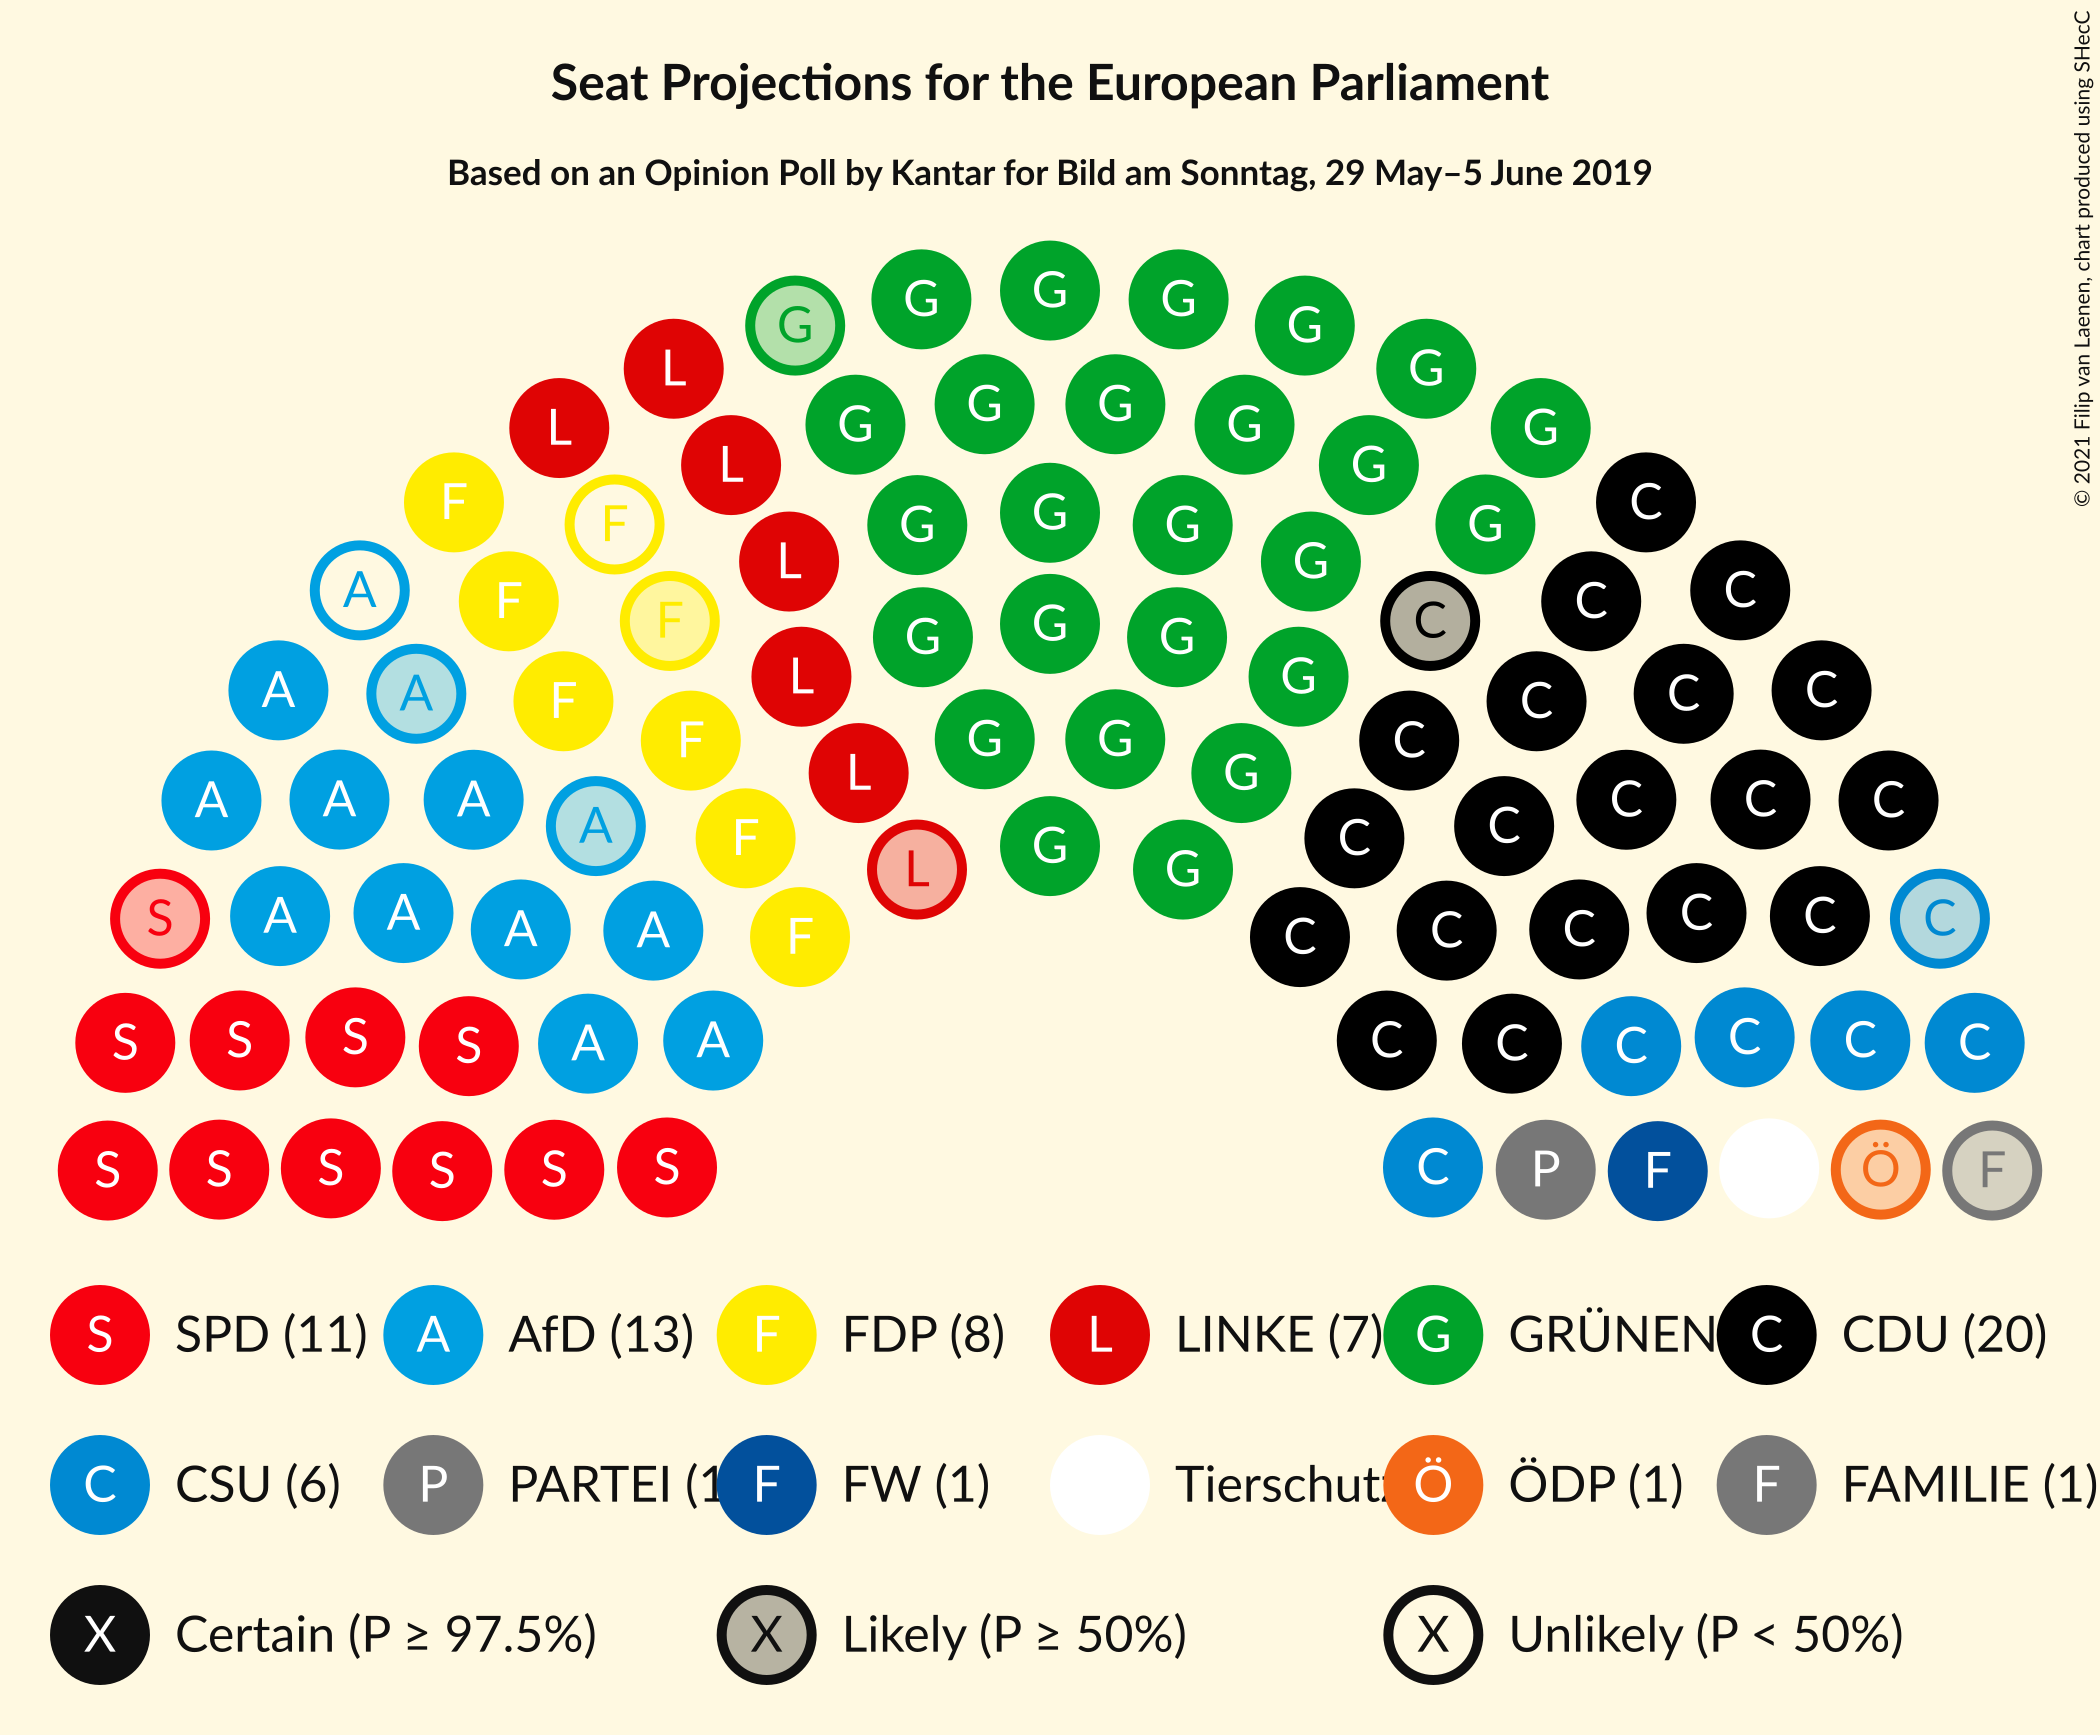 Seat Projections for the European Parliament
Based on an Opinion Poll by Kantar for Bild am Sonntag, 29 May–5 June 2019
© 2021 Filip van Laenen, chart produced using SHecC
G G G G G
L G
L G G G G G
F L G G C
F G
A F L G G G G C C
F L G G G G C
A A F L G C C C
F C
A A A A F L G G G C C C C C
S A A A A F L G G C C C C C C
S S S S A A C C C C C C
S S S S S S C P F Ö F
S SPD (11) A AfD (13) F FDP (8) L LINKE (7) G GRÜNEN C CDU (20)
C CSU (6) P PARTEI (1 F FW (1) Tierschutz Ö ÖDP (1) F FAMILIE (1)
X Certain (P ≥ 97.5%) X Likely (P ≥ 50%) X Unlikely (P < 50%)